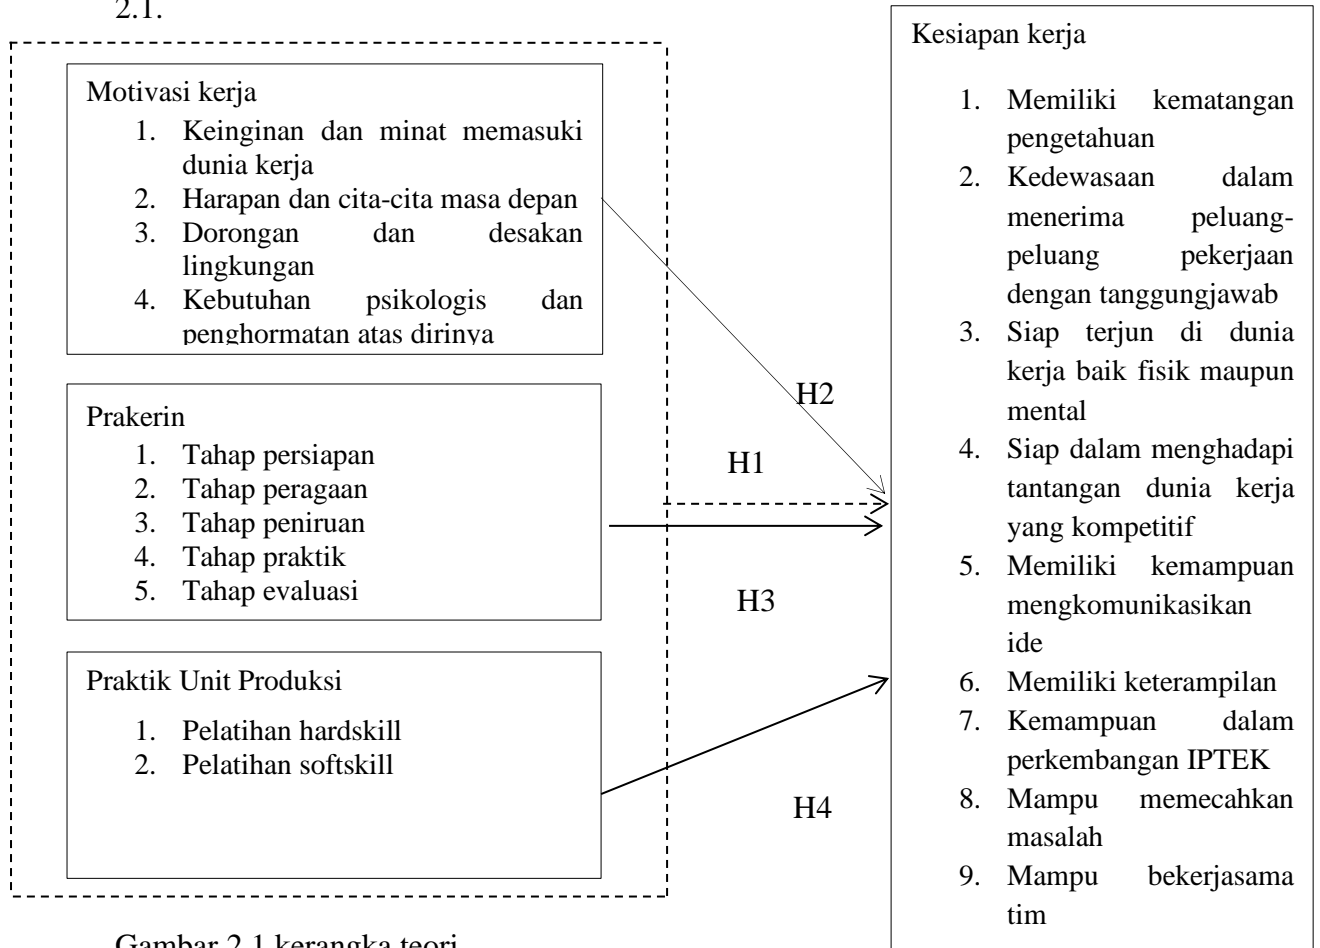 2.1.
Motivasi kerja
1. Keinginan dan minat memasuki
dunia kerja
2. Harapan dan cita-cita masa depan
3. Dorongan dan desakan
lingkungan
4. Kebutuhan psikologis dan
penghormatan atas dirinya
Prakerin
1. Tahap persiapan
2. Tahap peragaan
3. Tahap peniruan
4. Tahap praktik
5. Tahap evaluasi
Praktik Unit Produksi
1. Pelatihan hardskill
2. Pelatihan softskill
H2
H1
H3
H4
Kesiapan kerja
1. Memiliki kematangan
pengetahuan
2. Kedewasaan dalam
menerima peluang-
peluang pekerjaan
dengan tanggungjawab
3. Siap terjun di dunia
kerja baik fisik maupun
mental
4. Siap dalam menghadapi
tantangan dunia kerja
yang kompetitif
5. Memiliki kemampuan
mengkomunikasikan
ide
6. Memiliki keterampilan
7. Kemampuan dalam
perkembangan IPTEK
8. Mampu memecahkan
masalah
9. Mampu bekerjasama
tim
Gambar 2.1 kerangka teori